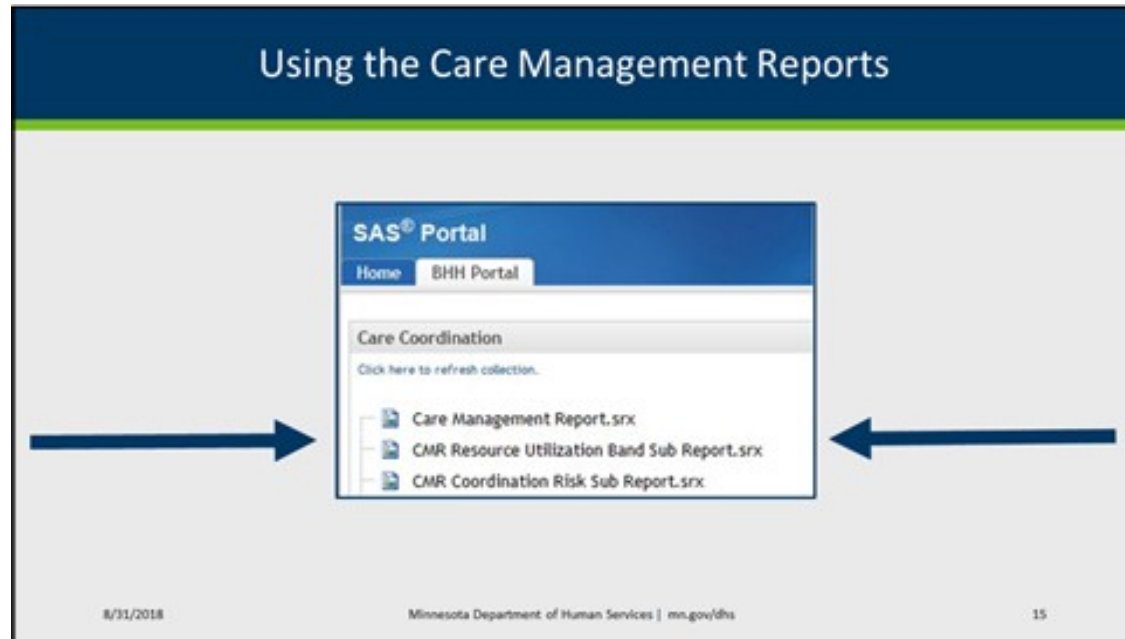 Using the Care Management Reports
SAS® Portal
Home BHH Portal
Care Coordination
Click here to refresh collection.
Care Management Report.srx
CMR Resource Utilization Band Sub Report.srx
CMR Coordination Risk Sub Report.srx
8/31/2018 Minnesota Department of Human Services | mn.gov/dhs 15